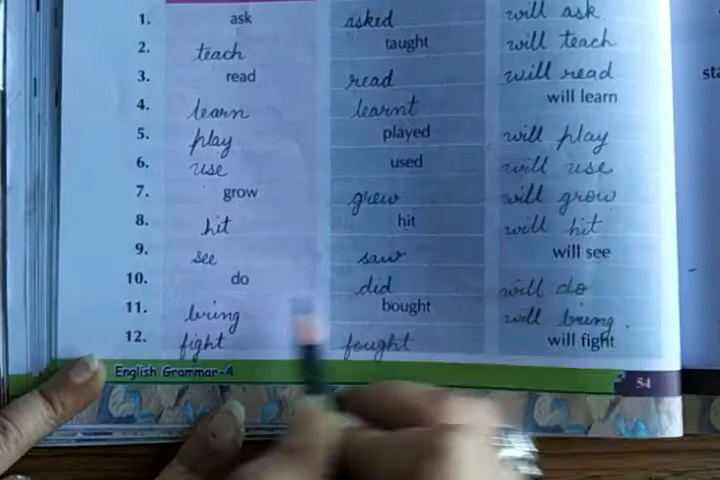 1. ask asked will ask
2. teach taught will teach
3. read read will read
4. learn learnt will learn
5. play played will play
6. use used will use
7. grow grew will grow
8. hit hit will hit
9. see saw will see
10. do did will do
11. bring bought will bring.
12. fight fought will fight
English Grammar-4 54
sta